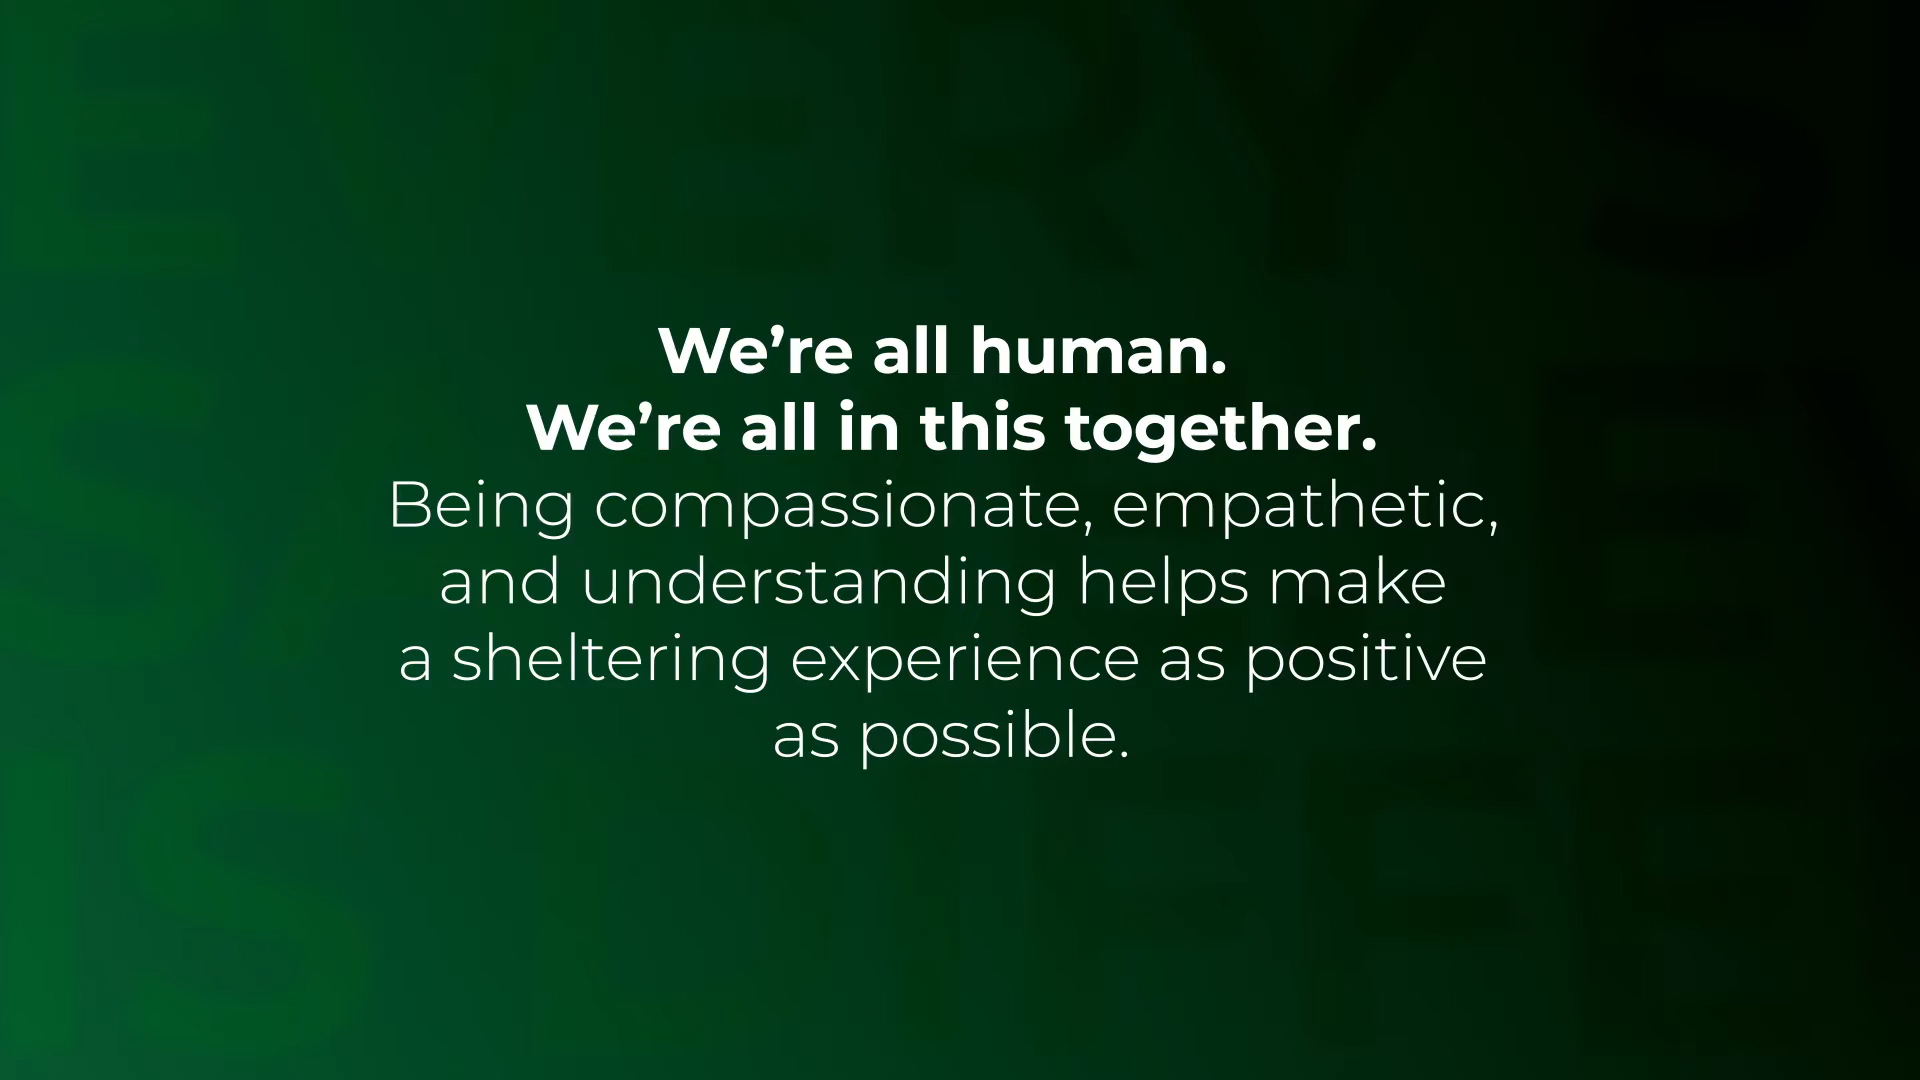 We’re all human.
We’re all in this together.
Being compassionate, empathetic,
and understanding helps make
a sheltering experience as positive
as possible.